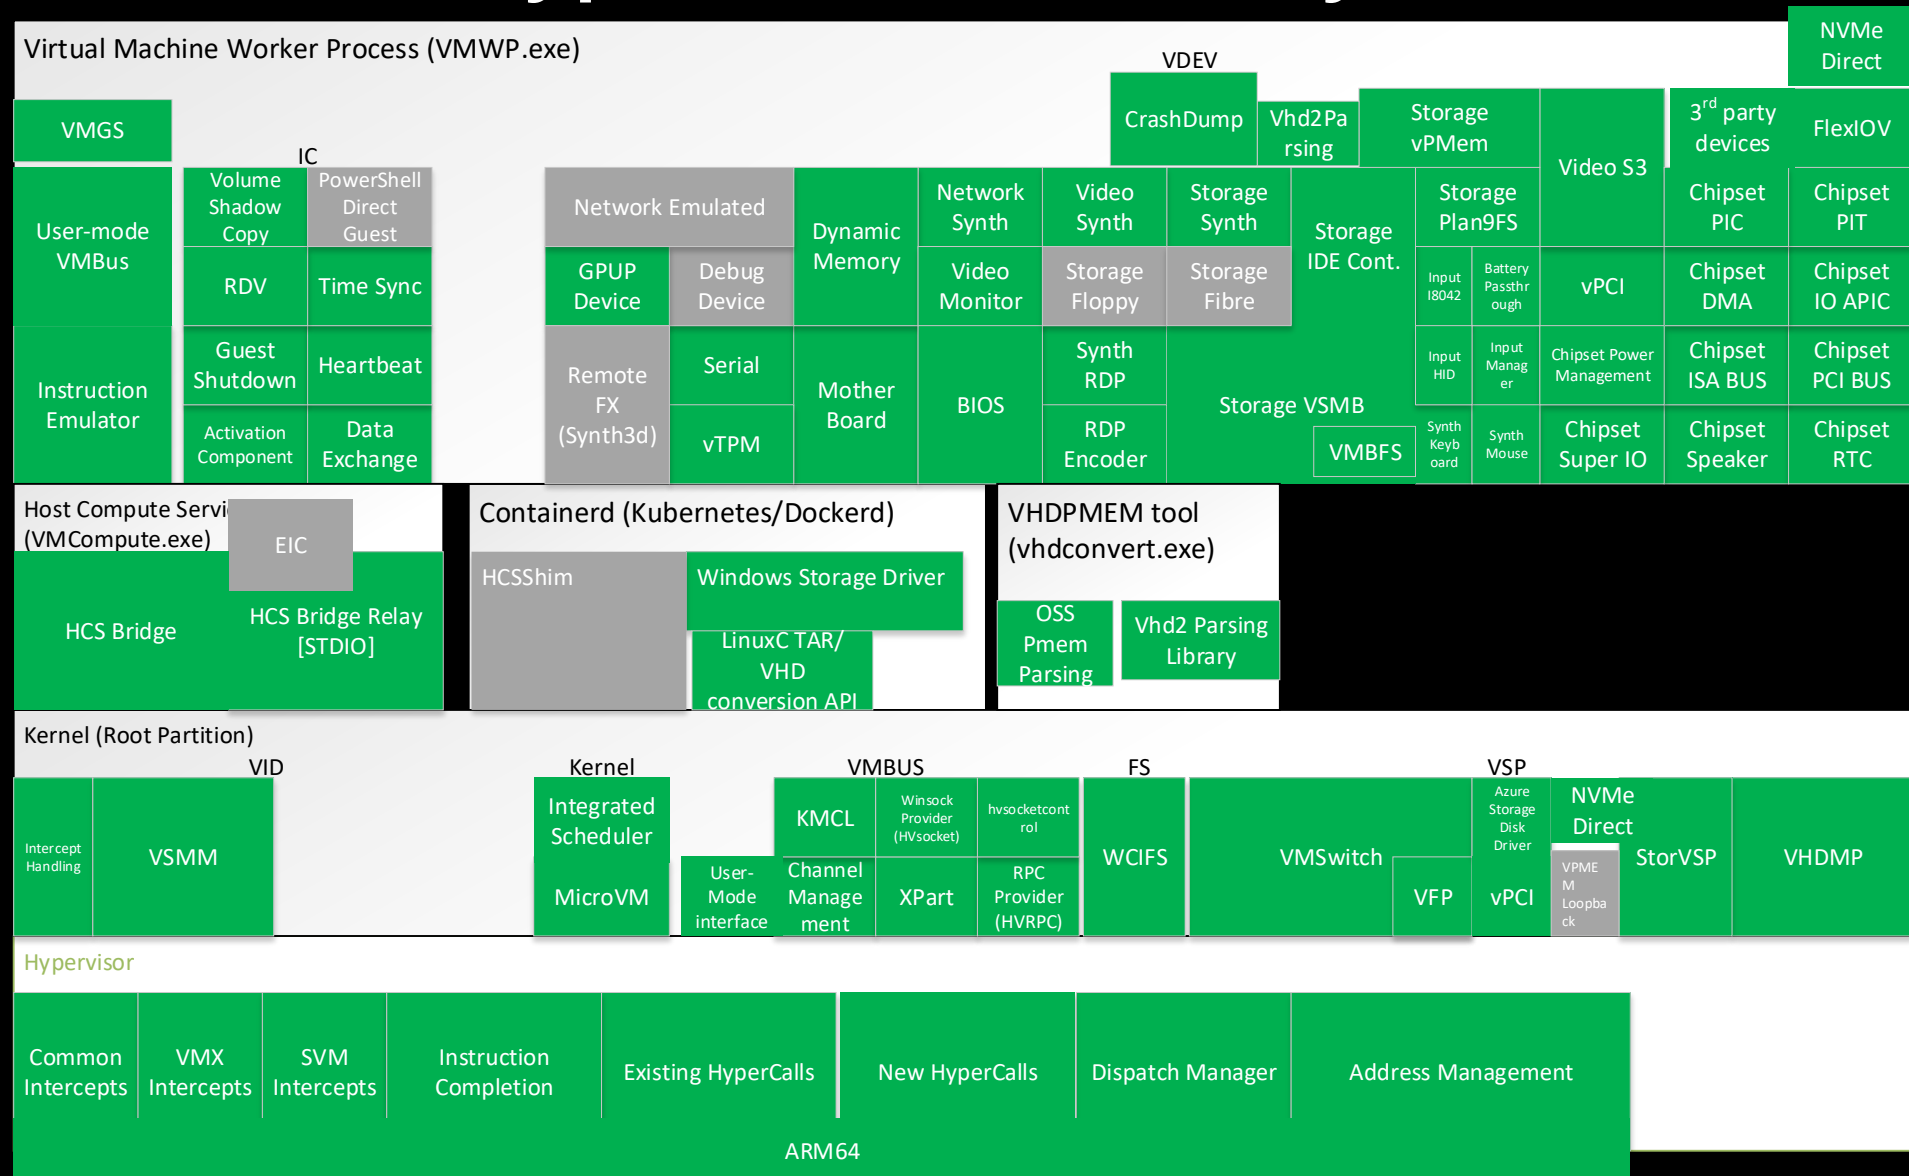 Virtual Machine Worker Process (VMWP.exe)
VDEV
NVMe
Direct
VMGS
CrashDump
Vhd2Pa
rsing
Storage
vPMem
Video S3
3rd party
devices
FlexIOV
IC
User-mode
VMBus
Volume
Shadow
Copy
PowerShell
Direct
Guest
Network Emulated
Dynamic
Memory
Network
Synth
Video
Synth
Storage
Synth
Storage
IDE Cont.
Storage
Plan9FS
Chipset
PIC
Chipset
PIT
RDV
Time Sync
GPUP
Device
Debug
Device
Video
Monitor
Storage
Floppy
Storage
Fibre
Input
I8042
Battery
Passthr
ough
vPCI
Chipset
DMA
Chipset
IO APIC
Instruction
Emulator
Guest
Shutdown
Heartbeat
Remote
FX
(Synth3d)
Serial
Mother
Board
BIOS
Synth
RDP
Storage VSMB
Input
HID
Input
Manag
er
Chipset Power
Management
Chipset
ISA BUS
Chipset
PCI BUS
Activation
Component
Data
Exchange
vTPM
RDP
Encoder
VMBFS
Synth
Keyb
oard
Synth
Mouse
Chipset
Super IO
Chipset
Speaker
Chipset
RTC
Host Compute Servi
(VMCompute.exe)
EIC
HCS Bridge
HCS Bridge Relay
[STDIO]
Containerd (Kubernetes/Dockerd)
HCSShim
Windows Storage Driver
LinuxC TAR/
VHD
conversion API
VHDPMEM tool
(vhdconvert.exe)
OSS
Pmem
Parsing
Vhd2 Parsing
Library
Kernel (Root Partition)
VID
Kernel
VMBUS
FS
VSP
Intercept
Handling
VSMM
Integrated
Scheduler
MicroVM
User-
Mode
interface
KMCL
Winsock
Provider
(HVsocket)
hvsocketcont
rol
Channel
Manage
ment
XPart
RPC
Provider
(HVRPC)
WCIFS
VMSwitch
VFP
Azure
Storage
Disk
Driver
vPCI
NVMe
Direct
VPME
M
Loopba
ck
StorVSP
VHDMP
Hypervisor
Common
Intercepts
VMX
Intercepts
SVM
Intercepts
Instruction
Completion
Existing HyperCalls
New HyperCalls
Dispatch Manager
Address Management
ARM64